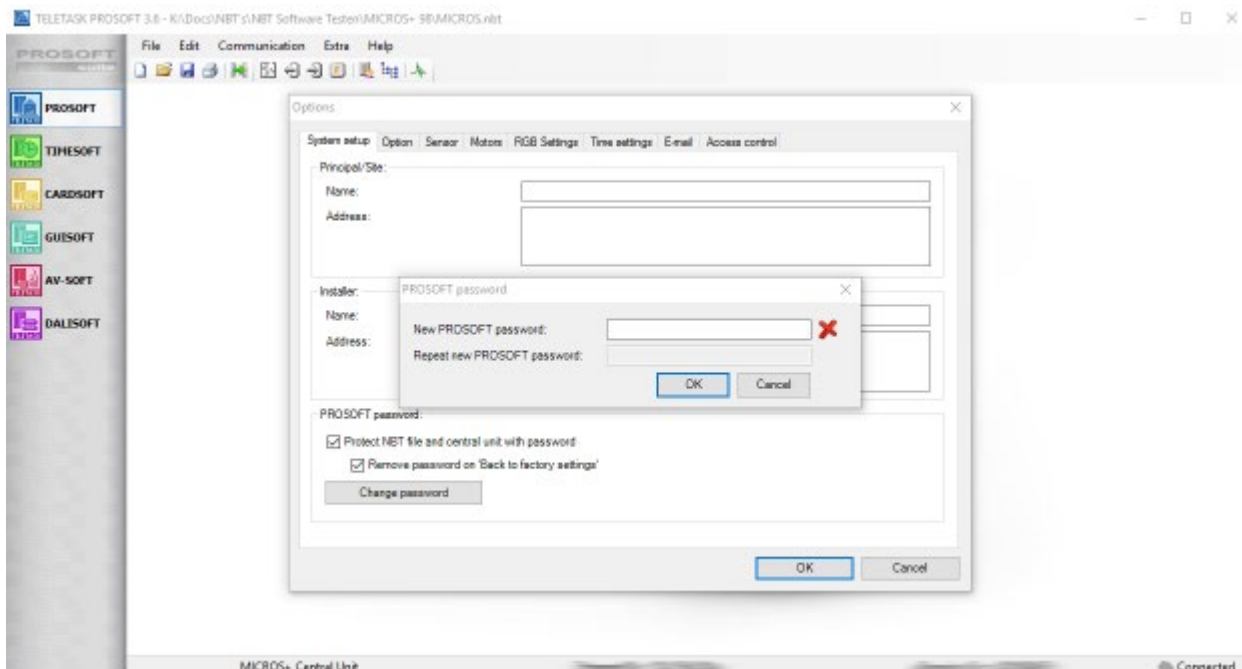 TELETASK PROSOFT 3.8 - K:\Docs\NBT's\NBT Software Testen\MICROS+ 98\MICROS.nbt
PROSOFT
File Edit Communication Extra Help
PROSOFT
TIMESOFT
CARDSOFT
GUISOFT
AV-SOFT
DALISOFT
Options
System setup Option Sensor Motors RGB Settings Time settings E-mail Access control
Principal/Site:
Name:
Address:
Installer:
Name:
Address:
PROSOFT password
New PROSOFT password:
Repeat new PROSOFT password:
OK Cancel
PROSOFT password:
Protect NBT file and central unit with password
Remove password on 'Back to factory settings'
Change password
OK Cancel
MICROS+ Central Unit Connected